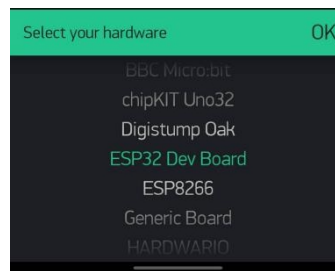 Select your hardware OK
BBC Micro:bit
chipKIT Uno32
Digistump Oak
ESP32 Dev Board
ESP8266
Generic Board
HARDWARIO